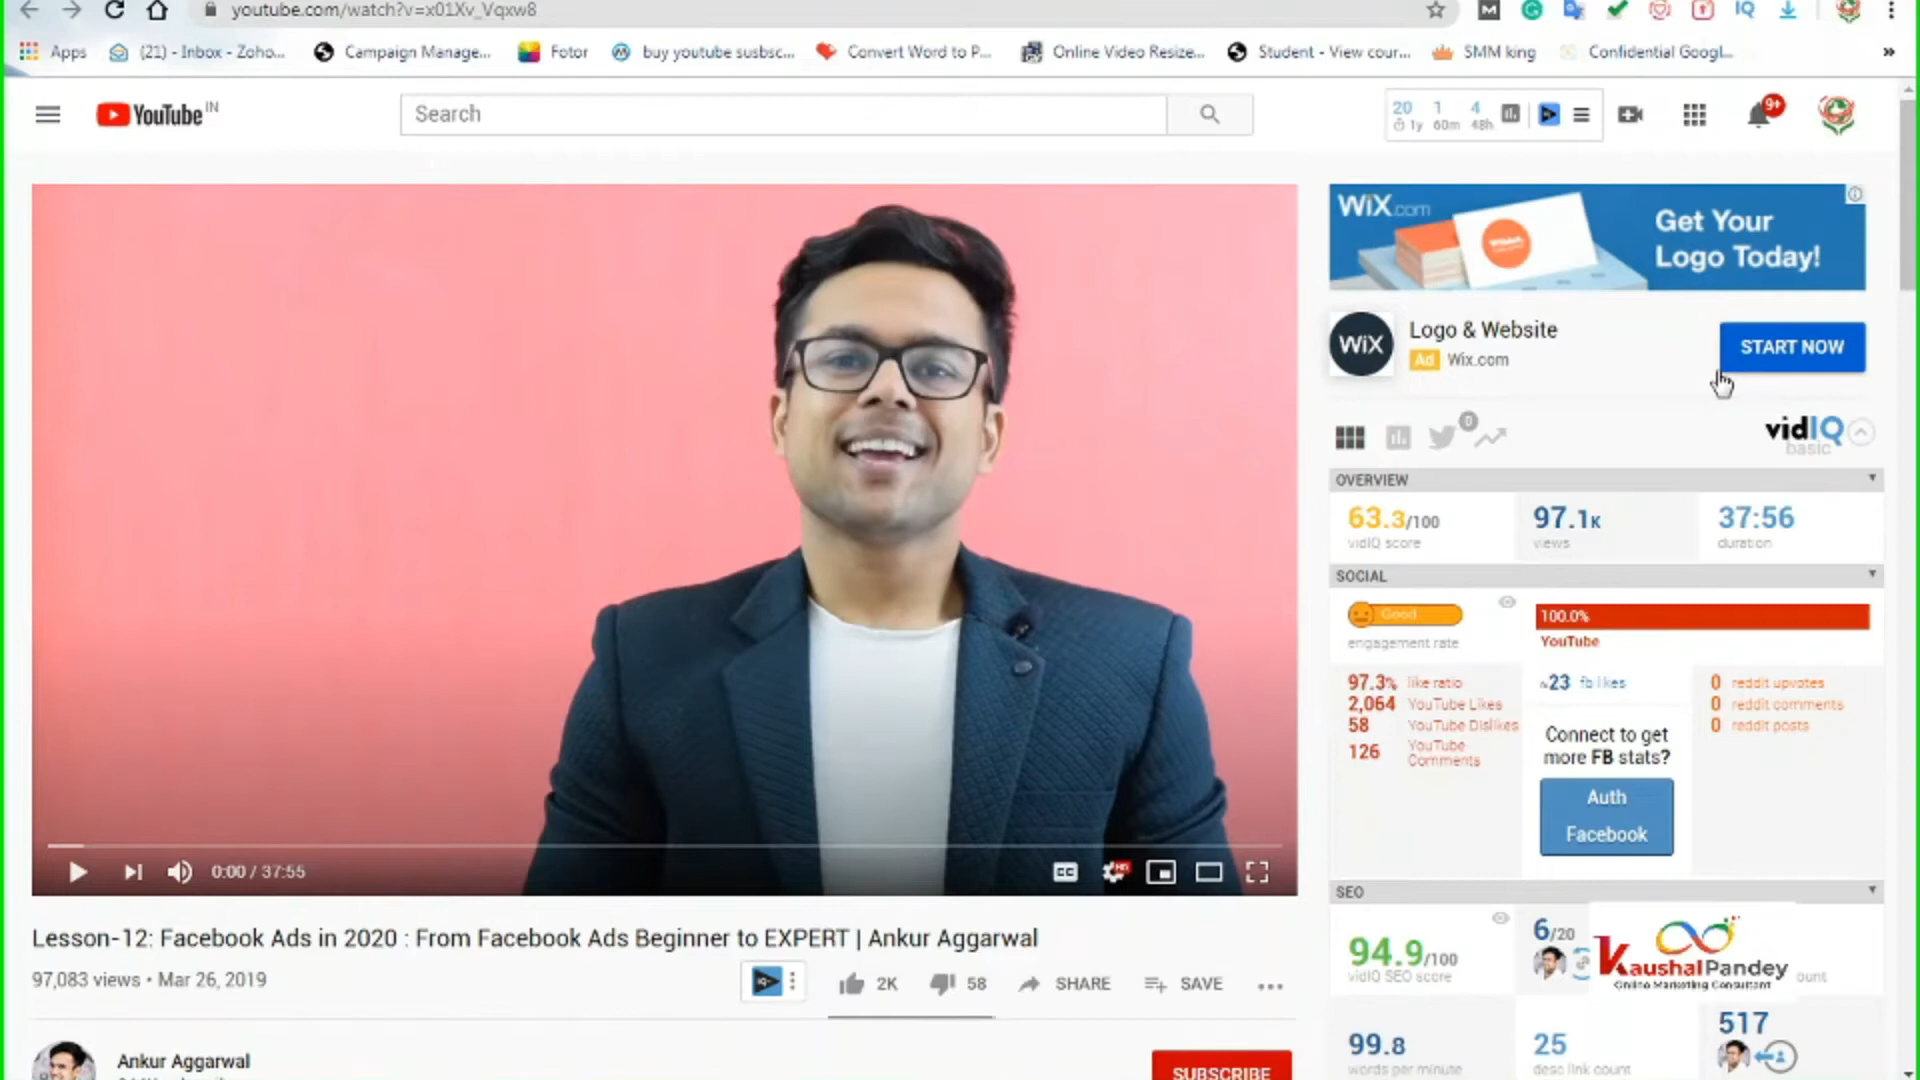 youtube.com/watch?v=x01Xv_Vqxw8
Apps (21) - Inbox - Zoho... Campaign Manage... Fotor buy youtube susbsc... Convert Word to P... Online Video Resize... Student - View cour... SMM king Confidential Googl... »
YouTube IN
Search
20 1 4
1y 60m 48h
9+
WiX.com
Get Your
Logo Today!
WiX
Logo & Website
Ad Wix.com
START NOW
0
vidIQ
basic
OVERVIEW
63.3/100 97.1K 37:56
vidIQ score views duration
SOCIAL
Good
engagement rate
100.0%
YouTube
97.3% like ratio
2,064 YouTube Likes
58 YouTube Dislikes
126 YouTube Comments
23 fb likes
Connect to get
more FB stats?
Auth
Facebook
0 reddit upvotes
0 reddit comments
0 reddit posts
SEO
94.9/100
vidIQ SEO score
6/20
KaushalPandey
Online Marketing Consultant
ount
99.8
words per minute
25
desc link count
517
0:00 / 37:55
CC
HD
Lesson-12: Facebook Ads in 2020 : From Facebook Ads Beginner to EXPERT | Ankur Aggarwal
97,083 views • Mar 26, 2019
2K 58 SHARE SAVE
Ankur Aggarwal
SUBSCRIBE